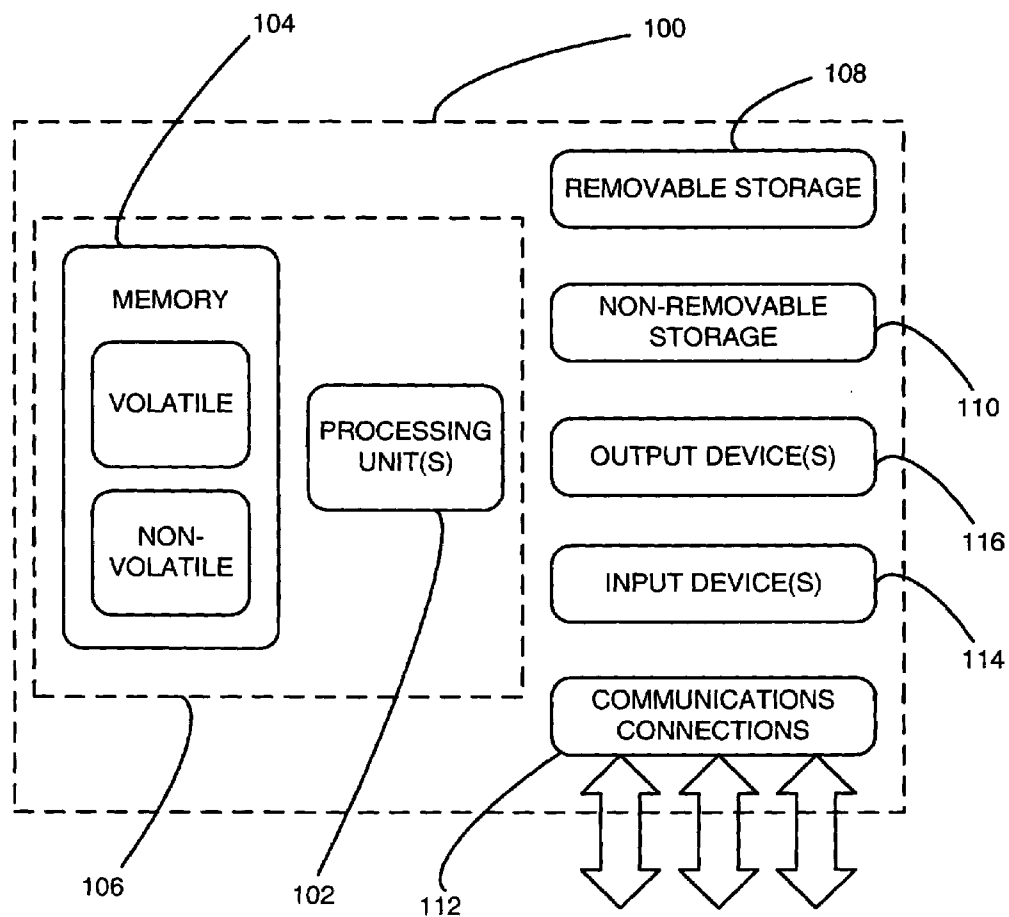 104
100
108
REMOVABLE STORAGE
MEMORY
NON-REMOVABLE
STORAGE
110
VOLATILE
PROCESSING
UNIT(S)
OUTPUT DEVICE(S)
116
NON-
VOLATILE
INPUT DEVICE(S)
114
COMMUNICATIONS
CONNECTIONS
106
102
112